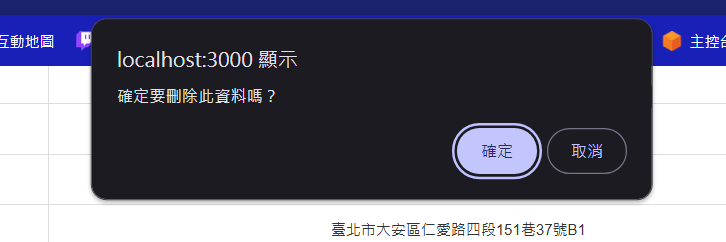 互動地圖
主控台
localhost:3000 顯示
確定要刪除此資料嗎？
確定
取消
臺北市大安區仁愛路四段151巷37號B1